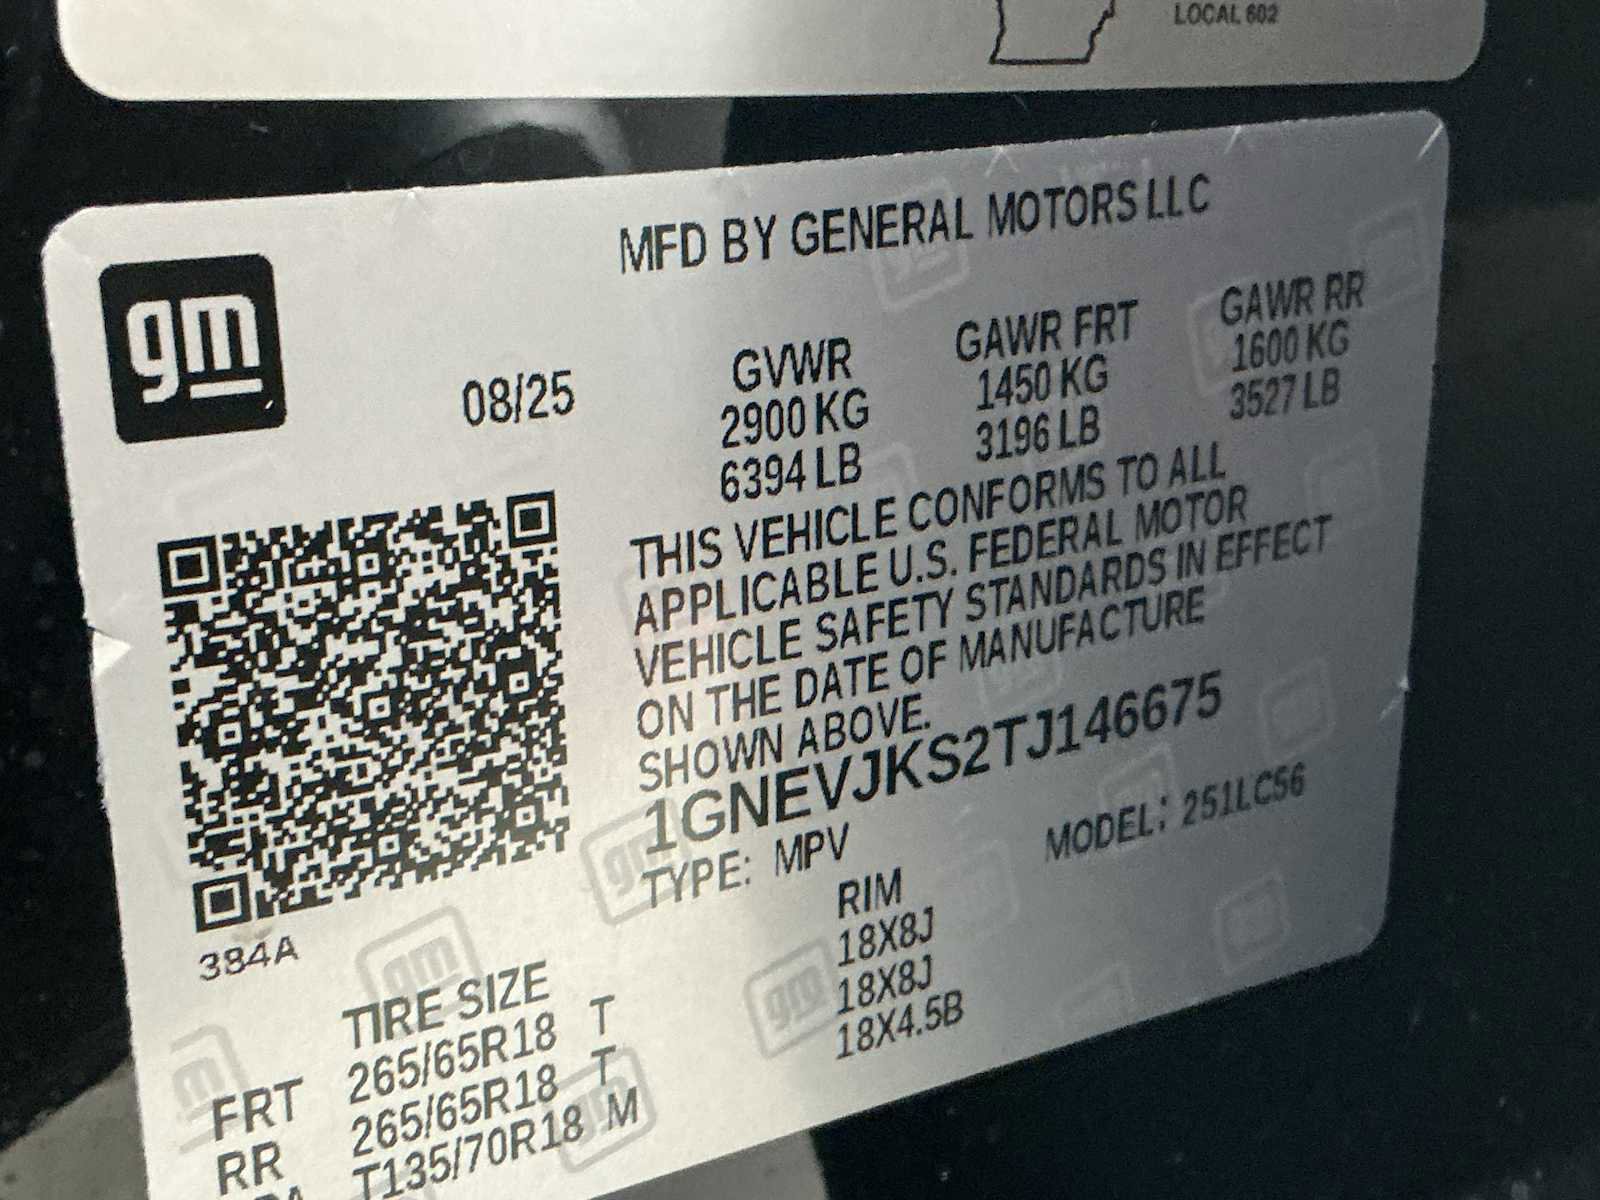 LOCAL 602
MFD BY GENERAL MOTORS LLC
gm
08/25
GVWR GAWR FRT GAWR RR
2900 KG 1450 KG 1600 KG
6394 LB 3196 LB 3527 LB
THIS VEHICLE CONFORMS TO ALL
APPLICABLE U.S. FEDERAL MOTOR
VEHICLE SAFETY STANDARDS IN EFFECT
ON THE DATE OF MANUFACTURE
SHOWN ABOVE.
1GNEVJKS2TJ146675
TYPE: MPV MODEL: 251LC56
384A
TIRE SIZE RIM
FRT 265/65R18 T 18X8J
RR 265/65R18 T 18X8J
T135/70R18 M 18X4.5B